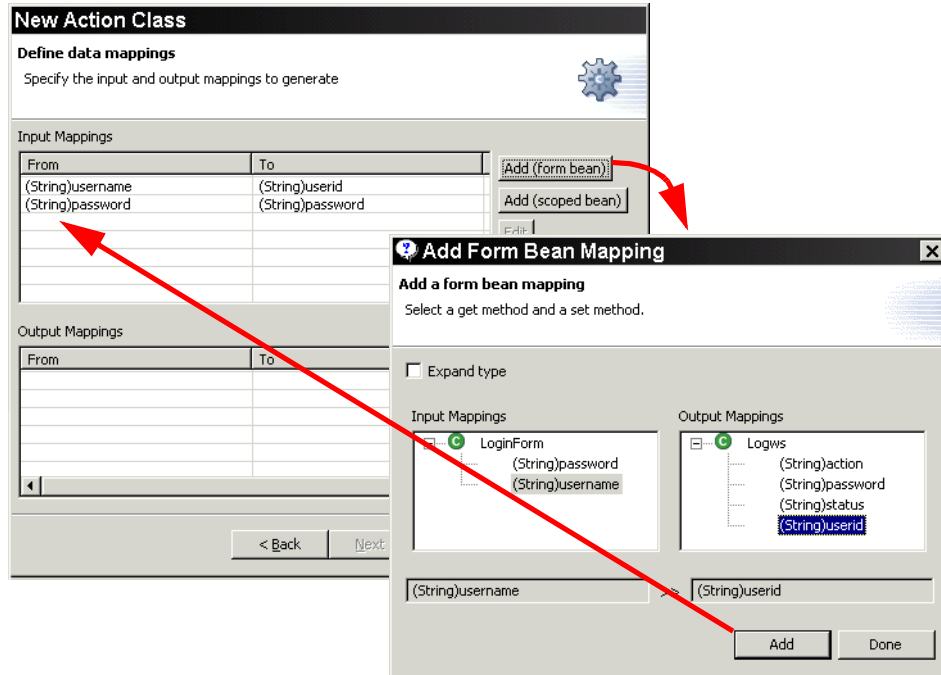 New Action Class
Define data mappings
Specify the input and output mappings to generate
Input Mappings
From To
(String)username (String)userid
(String)password (String)password
Add (form bean)
Add (scoped bean)
Edit
Output Mappings
From To
< Back Next
Add Form Bean Mapping
Add a form bean mapping
Select a get method and a set method.
Expand type
Input Mappings
LoginForm
(String)password
(String)username
Output Mappings
Logws
(String)action
(String)password
(String)status
(String)userid
(String)username >> (String)userid
Add Done